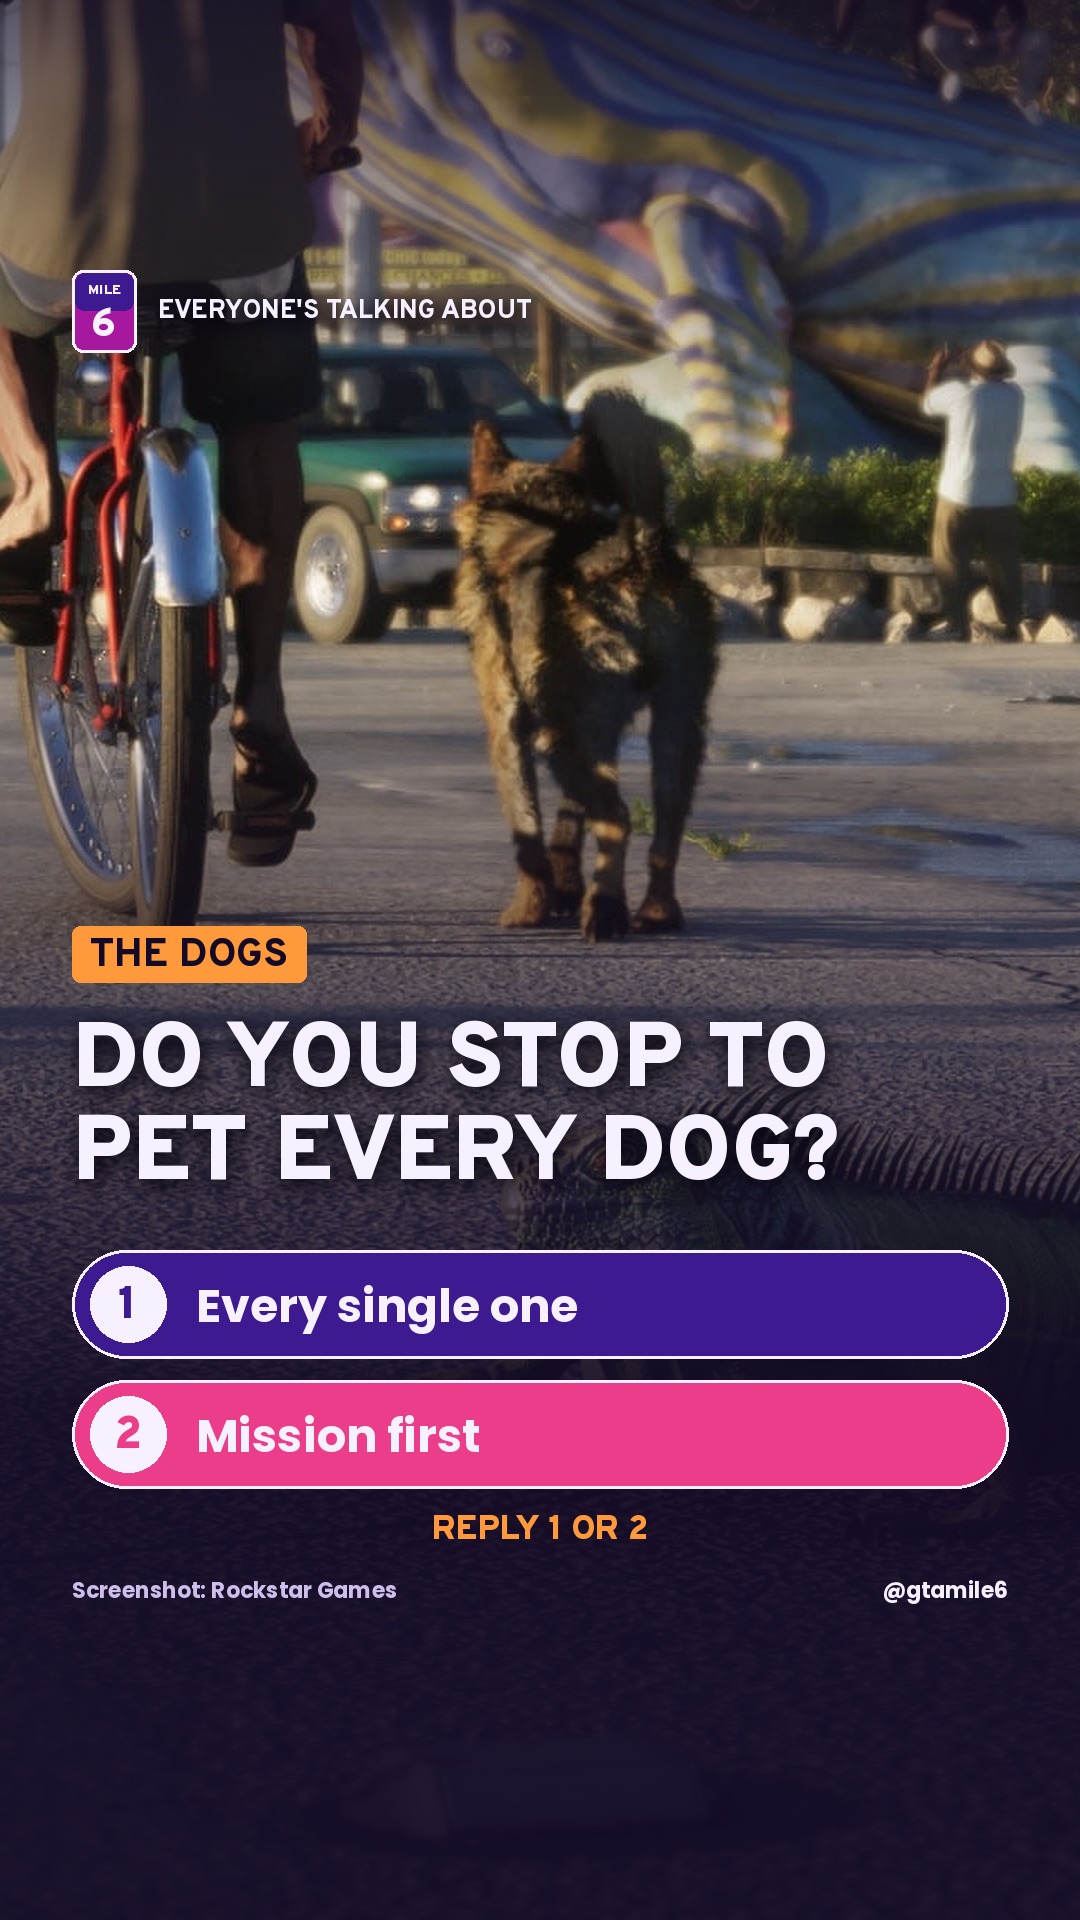 MILE
6
EVERYONE'S TALKING ABOUT
THE DOGS
DO YOU STOP TO
PET EVERY DOG?
1 Every single one
2 Mission first
REPLY 1 OR 2
Screenshot: Rockstar Games
@gtamile6